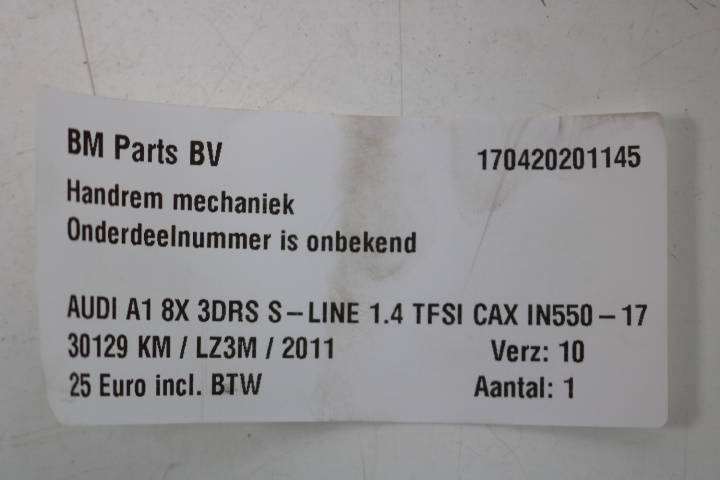 BM Parts BV 170420201145
Handrem mechaniek
Onderdeelnummer is onbekend
AUDI A1 8X 3DRS S-LINE 1.4 TFSI CAX IN550-17
30129 KM / LZ3M / 2011 Verz: 10
25 Euro incl. BTW Aantal: 1